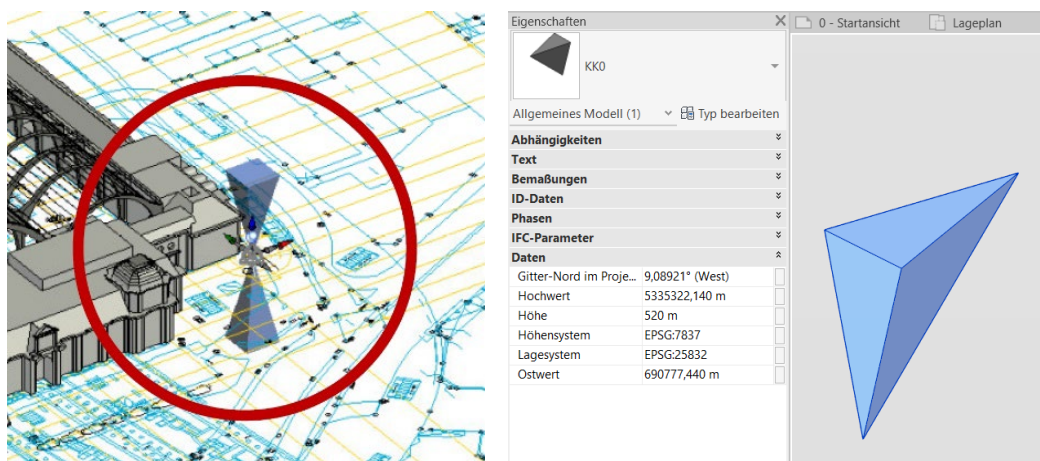 Eigenschaften
0 - Startansicht
Lageplan
KK0
Allgemeines Modell (1)
Typ bearbeiten
Abhängigkeiten
Text
Bemaßungen
ID-Daten
Phasen
IFC-Parameter
Daten
Gitter-Nord im Proje... 9,08921° (West)
Hochwert 5335322,140 m
Höhe 520 m
Höhensystem EPSG:7837
Lagesystem EPSG:25832
Ostwert 690777,440 m